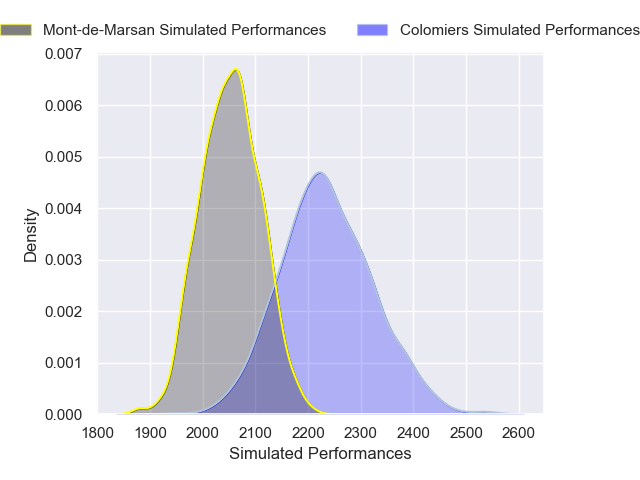 Mont-de-Marsan Simulated Performances Colomiers Simulated Performances
0.007
0.006
0.005
0.004
0.003
0.002
0.001
0.000
Density
1800 1900 2000 2100 2200 2300 2400 2500 2600
Simulated Performances